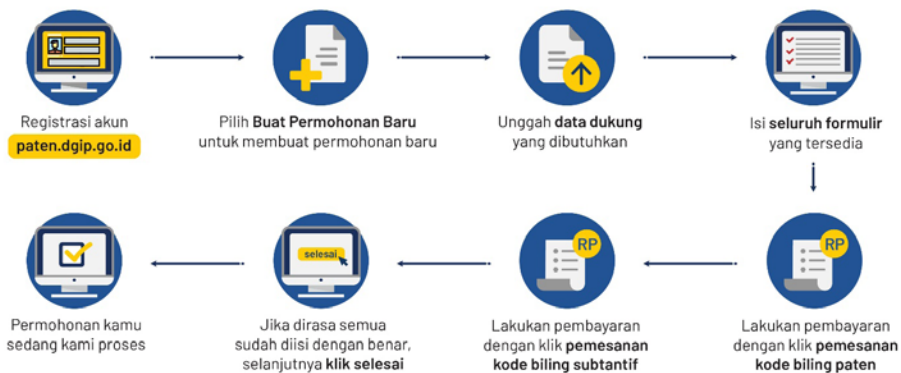 Registrasi akun
paten.dgip.go.id
Pilih Buat Permohonan Baru
untuk membuat permohonan baru
Unggah data dukung
yang dibutuhkan
Isi seluruh formulir
yang tersedia
RP
Lakukan pembayaran
dengan klik pemesanan
kode biling paten
RP
Lakukan pembayaran
dengan klik pemesanan
kode biling subtantif
selesai
Jika dirasa semua
sudah diisi dengan benar,
selanjutnya klik selesai
Permohonan kamu
sedang kami proses